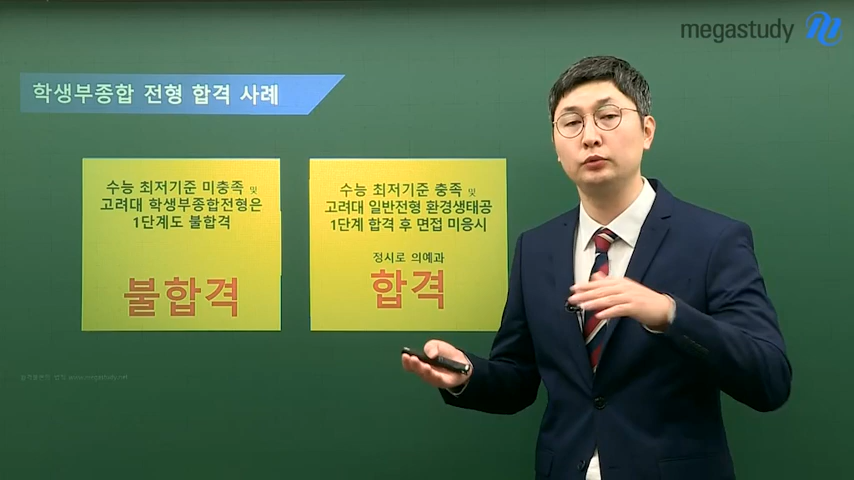 megastudy
학생부종합 전형 합격 사례
수능 최저기준 미충족 및
고려대 학생부종합전형은
1단계도 불합격
불합격
수능 최저기준 충족 및
고려대 일반전형 환경생태공
1단계 합격 후 면접 미응시
정시로 의예과
합격
www.megastudy.net